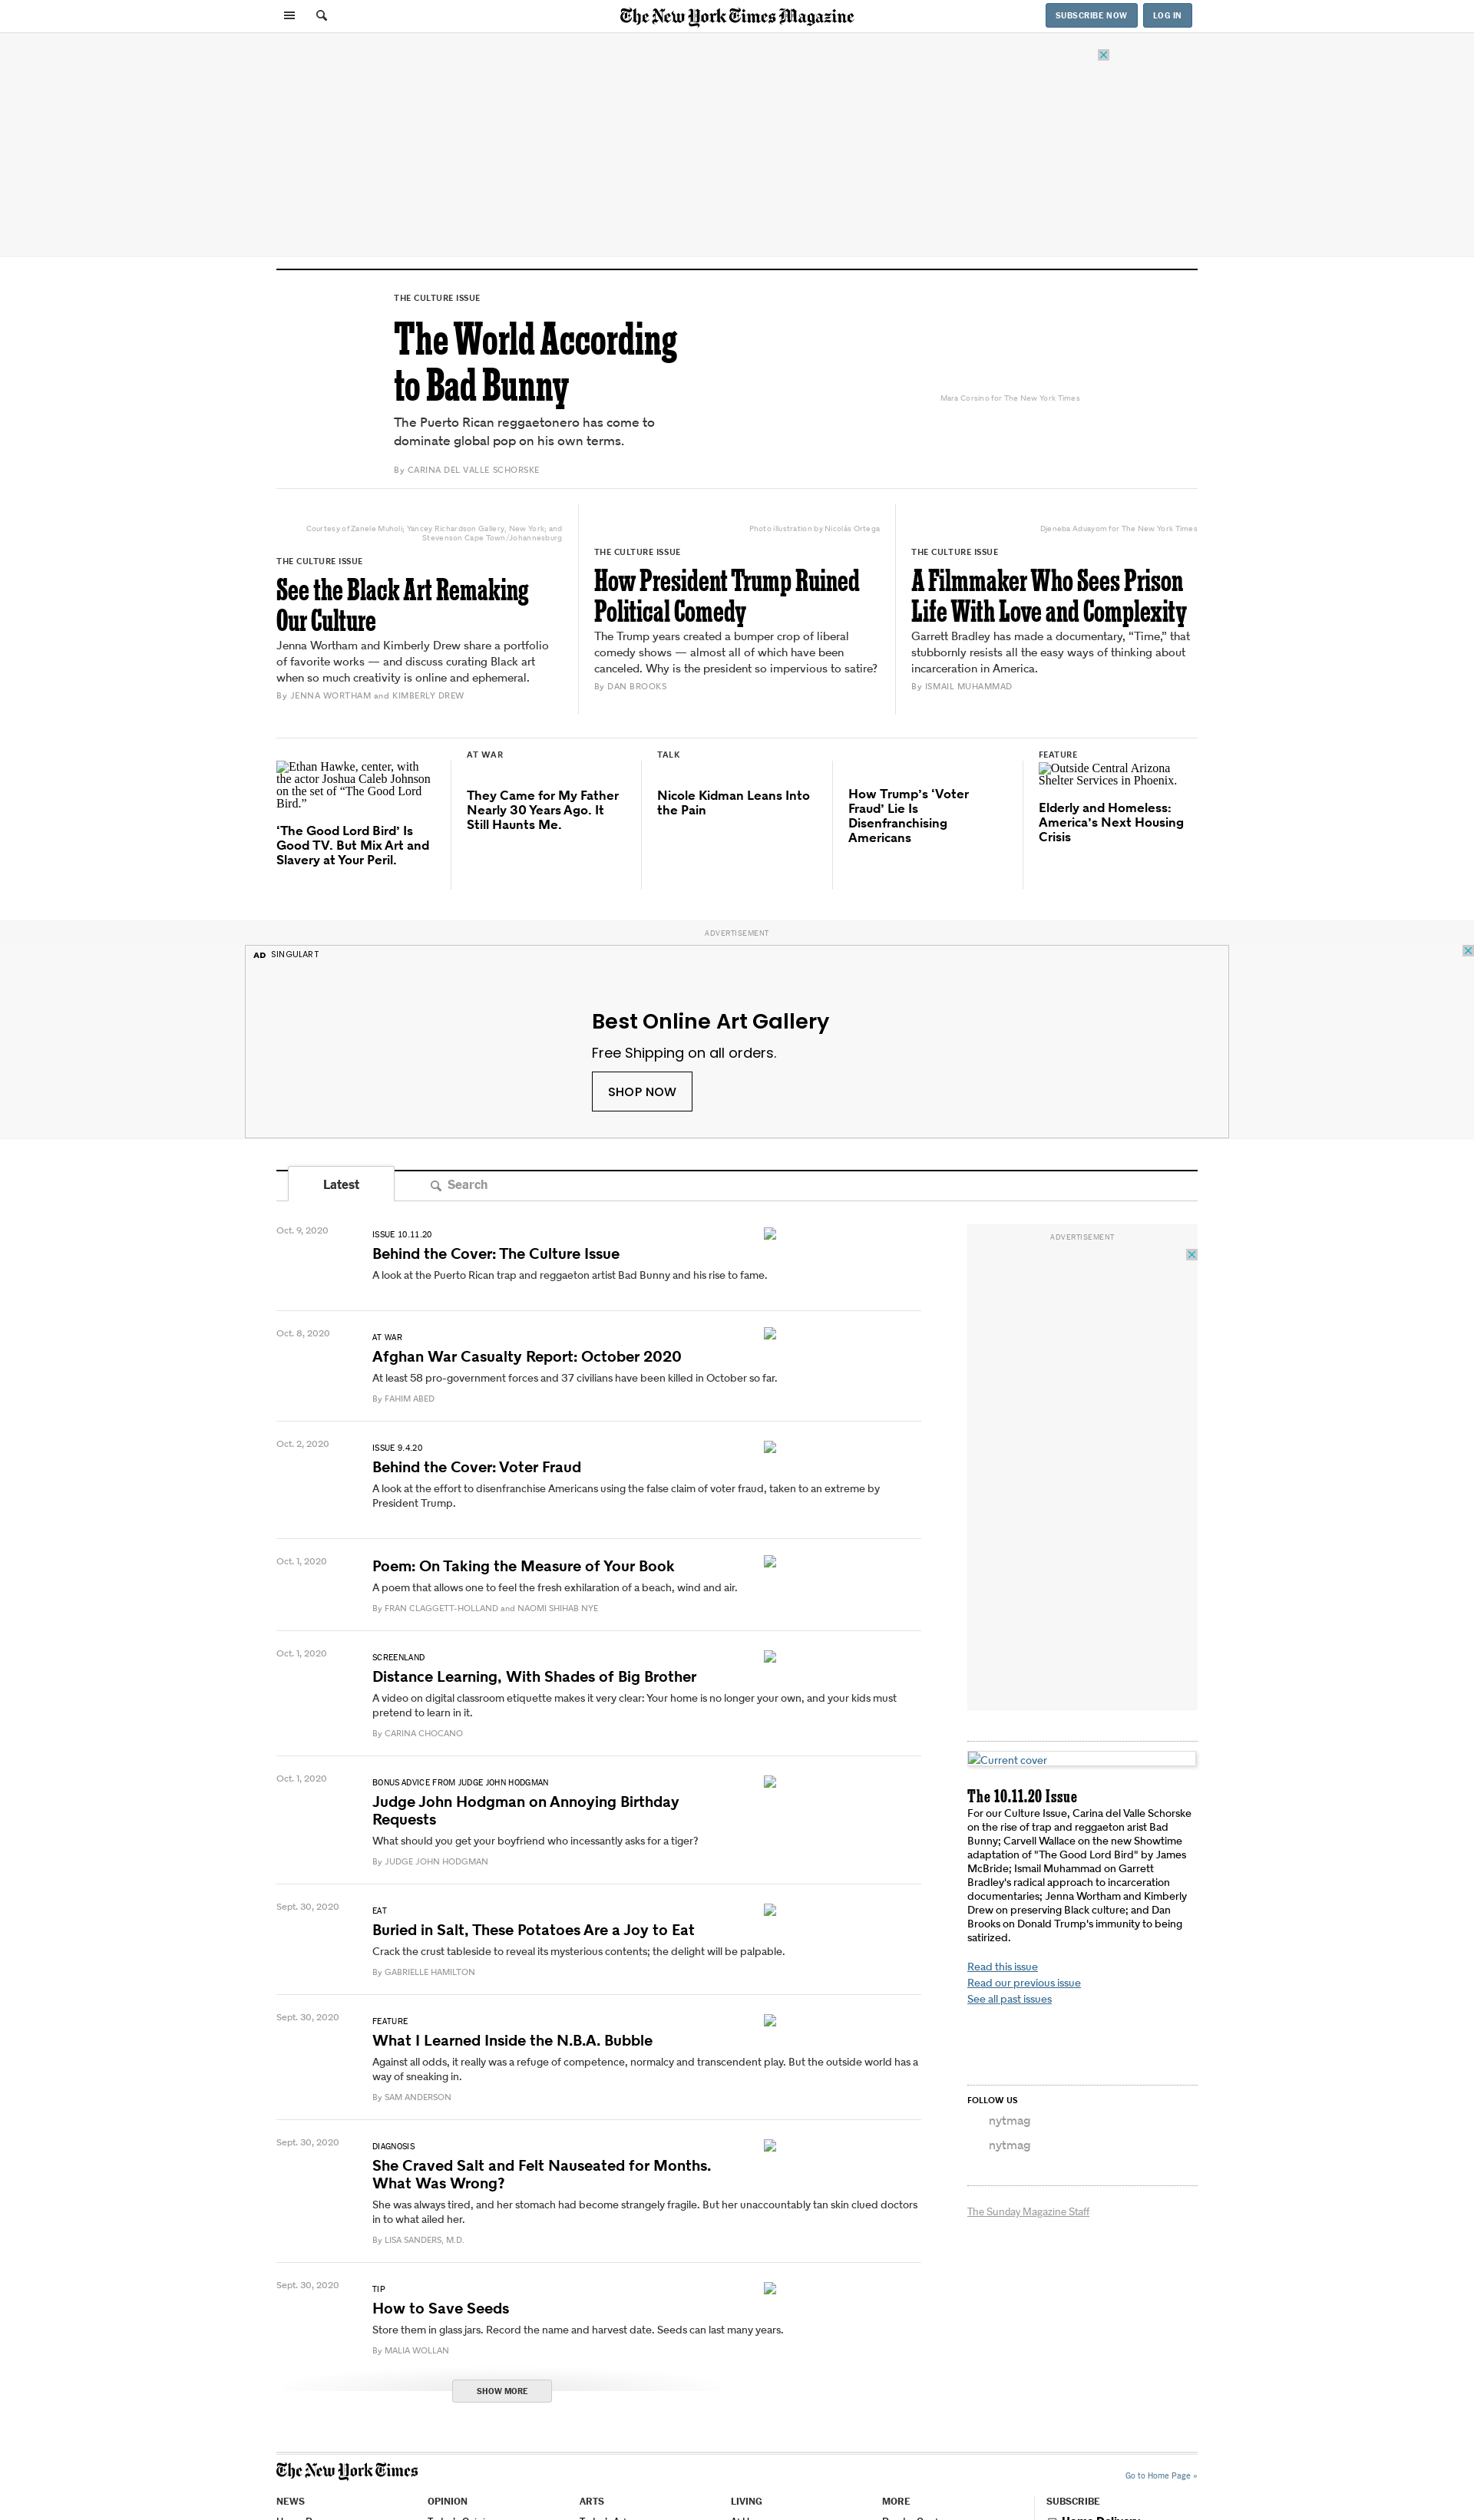 The New York Times Magazine
SUBSCRIBE NOW
LOG IN
THE CULTURE ISSUE
The World According
to Bad Bunny
The Puerto Rican reggaetonero has come to
dominate global pop on his own terms.
By CARINA DEL VALLE SCHORSKE
Mara Corsino for The New York Times
Courtesy of Zanele Muholi; Yancey Richardson Gallery, New York; and
Stevenson Cape Town/Johannesburg
THE CULTURE ISSUE
See the Black Art Remaking
Our Culture
Jenna Wortham and Kimberly Drew share a portfolio
of favorite works — and discuss curating Black art
when so much creativity is online and ephemeral.
By JENNA WORTHAM and KIMBERLY DREW
Photo illustration by Nicolás Ortega
THE CULTURE ISSUE
How President Trump Ruined
Political Comedy
The Trump years created a bumper crop of liberal
comedy shows — almost all of which have been
canceled. Why is the president so impervious to satire?
By DAN BROOKS
Djeneba Aduayom for The New York Times
THE CULTURE ISSUE
A Filmmaker Who Sees Prison
Life With Love and Complexity
Garrett Bradley has made a documentary, “Time,” that
stubbornly resists all the easy ways of thinking about
incarceration in America.
By ISMAIL MUHAMMAD
Ethan Hawke, center, with
the actor Joshua Caleb Johnson
on the set of “The Good Lord
Bird.”
‘The Good Lord Bird’ Is
Good TV. But Mix Art and
Slavery at Your Peril.
AT WAR
They Came for My Father
Nearly 30 Years Ago. It
Still Haunts Me.
TALK
Nicole Kidman Leans Into
the Pain
How Trump’s ‘Voter
Fraud’ Lie Is
Disenfranchising
Americans
FEATURE
Outside Central Arizona
Shelter Services in Phoenix.
Elderly and Homeless:
America’s Next Housing
Crisis
ADVERTISEMENT
AD SINGULART
Best Online Art Gallery
Free Shipping on all orders.
SHOP NOW
Latest
Search
Oct. 9, 2020
ISSUE 10.11.20
Behind the Cover: The Culture Issue
A look at the Puerto Rican trap and reggaeton artist Bad Bunny and his rise to fame.
Oct. 8, 2020
AT WAR
Afghan War Casualty Report: October 2020
At least 58 pro-government forces and 37 civilians have been killed in October so far.
By FAHIM ABED
Oct. 2, 2020
ISSUE 9.4.20
Behind the Cover: Voter Fraud
A look at the effort to disenfranchise Americans using the false claim of voter fraud, taken to an extreme by
President Trump.
Oct. 1, 2020
Poem: On Taking the Measure of Your Book
A poem that allows one to feel the fresh exhilaration of a beach, wind and air.
By FRAN CLAGGETT-HOLLAND and NAOMI SHIHAB NYE
Oct. 1, 2020
SCREENLAND
Distance Learning, With Shades of Big Brother
A video on digital classroom etiquette makes it very clear: Your home is no longer your own, and your kids must
pretend to learn in it.
By CARINA CHOCANO
Oct. 1, 2020
BONUS ADVICE FROM JUDGE JOHN HODGMAN
Judge John Hodgman on Annoying Birthday
Requests
What should you get your boyfriend who incessantly asks for a tiger?
By JUDGE JOHN HODGMAN
Sept. 30, 2020
EAT
Buried in Salt, These Potatoes Are a Joy to Eat
Crack the crust tableside to reveal its mysterious contents; the delight will be palpable.
By GABRIELLE HAMILTON
Sept. 30, 2020
FEATURE
What I Learned Inside the N.B.A. Bubble
Against all odds, it really was a refuge of competence, normalcy and transcendent play. But the outside world has a
way of sneaking in.
By SAM ANDERSON
Sept. 30, 2020
DIAGNOSIS
She Craved Salt and Felt Nauseated for Months.
What Was Wrong?
She was always tired, and her stomach had become strangely fragile. But her unaccountably tan skin clued doctors
in to what ailed her.
By LISA SANDERS, M.D.
Sept. 30, 2020
TIP
How to Save Seeds
Store them in glass jars. Record the name and harvest date. Seeds can last many years.
By MALIA WOLLAN
SHOW MORE
ADVERTISEMENT
Current cover
The 10.11.20 Issue
For our Culture Issue, Carina del Valle Schorske
on the rise of trap and reggaeton arist Bad
Bunny; Carvell Wallace on the new Showtime
adaptation of "The Good Lord Bird" by James
McBride; Ismail Muhammad on Garrett
Bradley's radical approach to incarceration
documentaries; Jenna Wortham and Kimberly
Drew on preserving Black culture; and Dan
Brooks on Donald Trump's immunity to being
satirized.
Read this issue
Read our previous issue
See all past issues
FOLLOW US
nytmag
nytmag
The Sunday Magazine Staff
The New York Times
Go to Home Page »
NEWS
OPINION
ARTS
LIVING
MORE
SUBSCRIBE